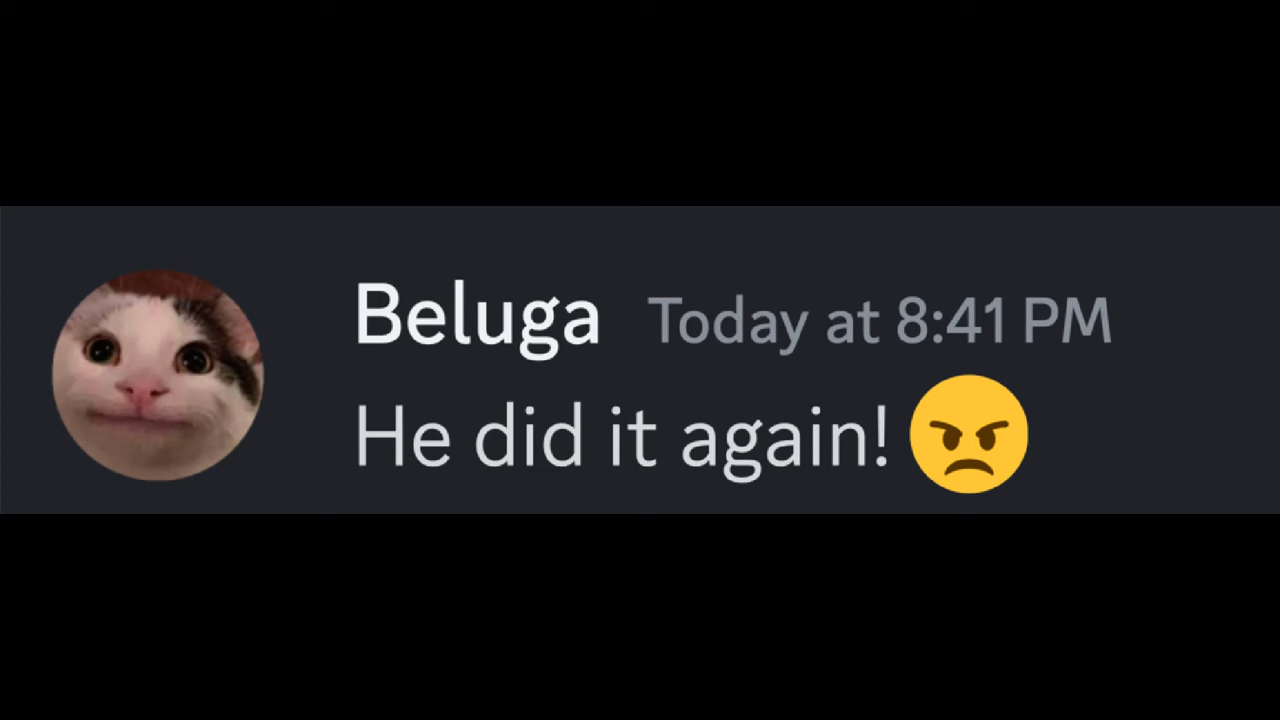 Beluga Today at 8:41 PM
He did it again! 😠